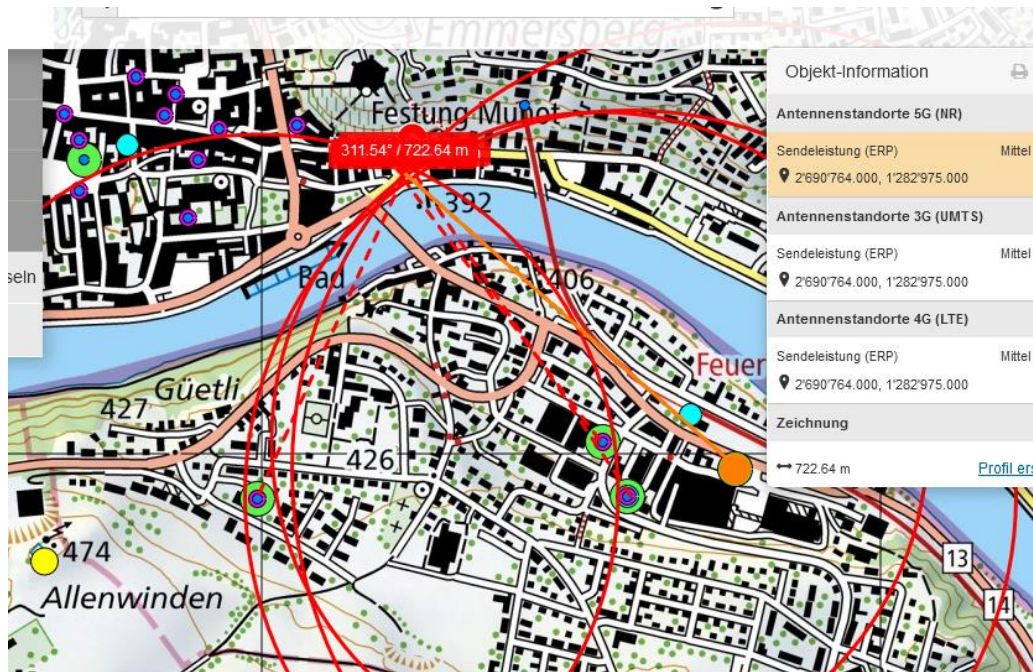 Emmersberg
Festung Munot
311.54° / 722.64 m
392
Bad
406
seln
Feuer
Güetli
427
426
474
Allenwinden
13
14
Objekt-Information
Antennenstandorte 5G (NR)
Sendeleistung (ERP) Mittel
2'690'764.000, 1'282'975.000
Antennenstandorte 3G (UMTS)
Sendeleistung (ERP) Mittel
2'690'764.000, 1'282'975.000
Antennenstandorte 4G (LTE)
Sendeleistung (ERP) Mittel
2'690'764.000, 1'282'975.000
Zeichnung
722.64 m Profil ers